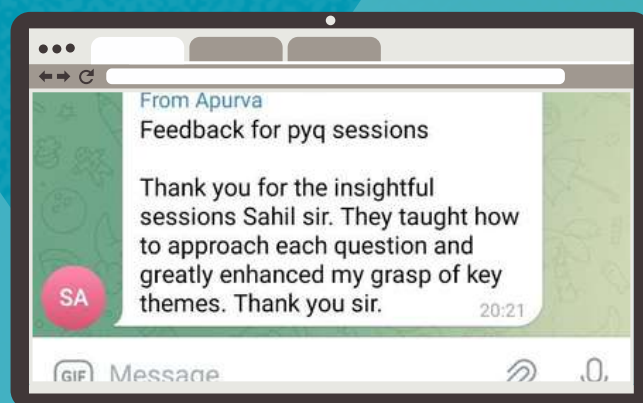 From Apurva
Feedback for pyq sessions
Thank you for the insightful
sessions Sahil sir. They taught how
to approach each question and
greatly enhanced my grasp of key
themes. Thank you sir.
20:21
SA
GIF Message